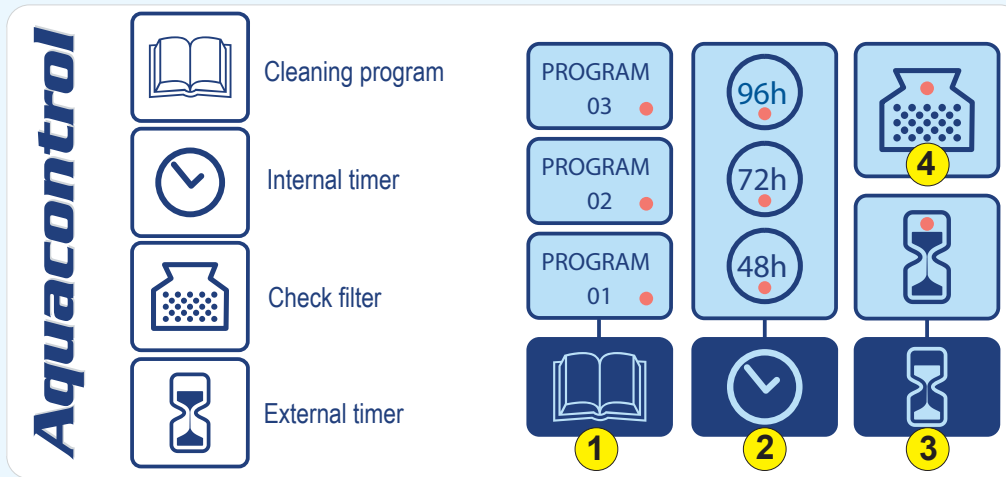 Aquacontrol
Cleaning program
Internal timer
Check filter
External timer
PROGRAM
03
PROGRAM
02
PROGRAM
01
96h
72h
48h
4
1
2
3